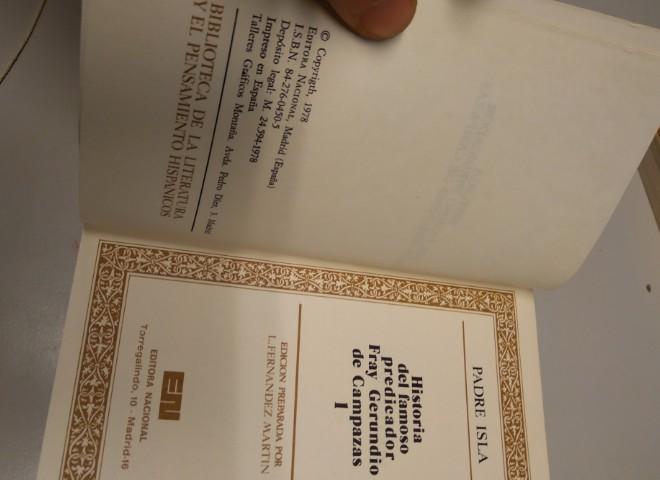 © Copyrigth, 1978
EDITORA NACIONAL, Madrid (España)
I.S.B.N. 84-276-0450-5
Depósito legal: M. 24.594-1978
Impreso en España
Talleres Gráficos Montaña. Avda. Pedro Díez, 3. Madrid
BIBLIOTECA DE LA LITERATURA
Y EL PENSAMIENTO HISPANICOS
PADRE ISLA
Historia
del famoso
predicador
Fray Gerundio
de Campazas
I
EDICION PREPARADA POR
L. FERNANDEZ MARTIN
EN
EDITORA NACIONAL
Torregalindo, 10 - Madrid-16